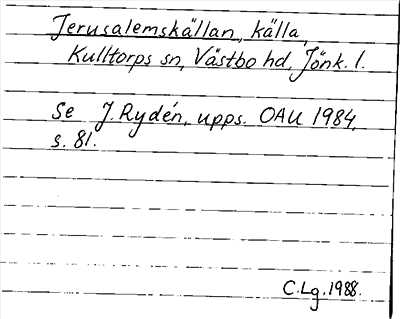 Jerusalemskällan, källa,
Kulltorps sn, Västbo hd, Jönk. l.
Se J. Rydén, upps. OAU 1984,
s. 81.
C.Lg. 1988.